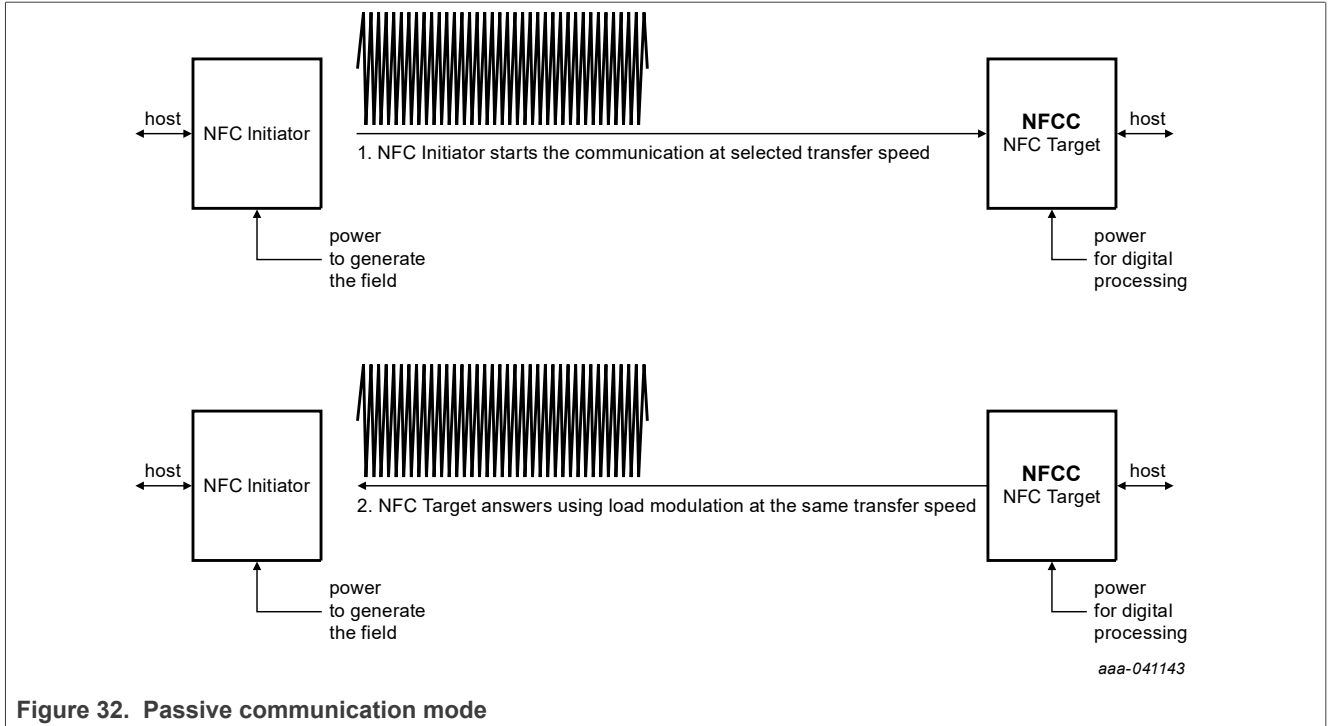 host
NFC Initiator
1. NFC Initiator starts the communication at selected transfer speed
NFCC
NFC Target
host
power
to generate
the field
power
for digital
processing
host
NFC Initiator
2. NFC Target answers using load modulation at the same transfer speed
NFCC
NFC Target
host
power
to generate
the field
power
for digital
processing
aaa-041143
Figure 32. Passive communication mode